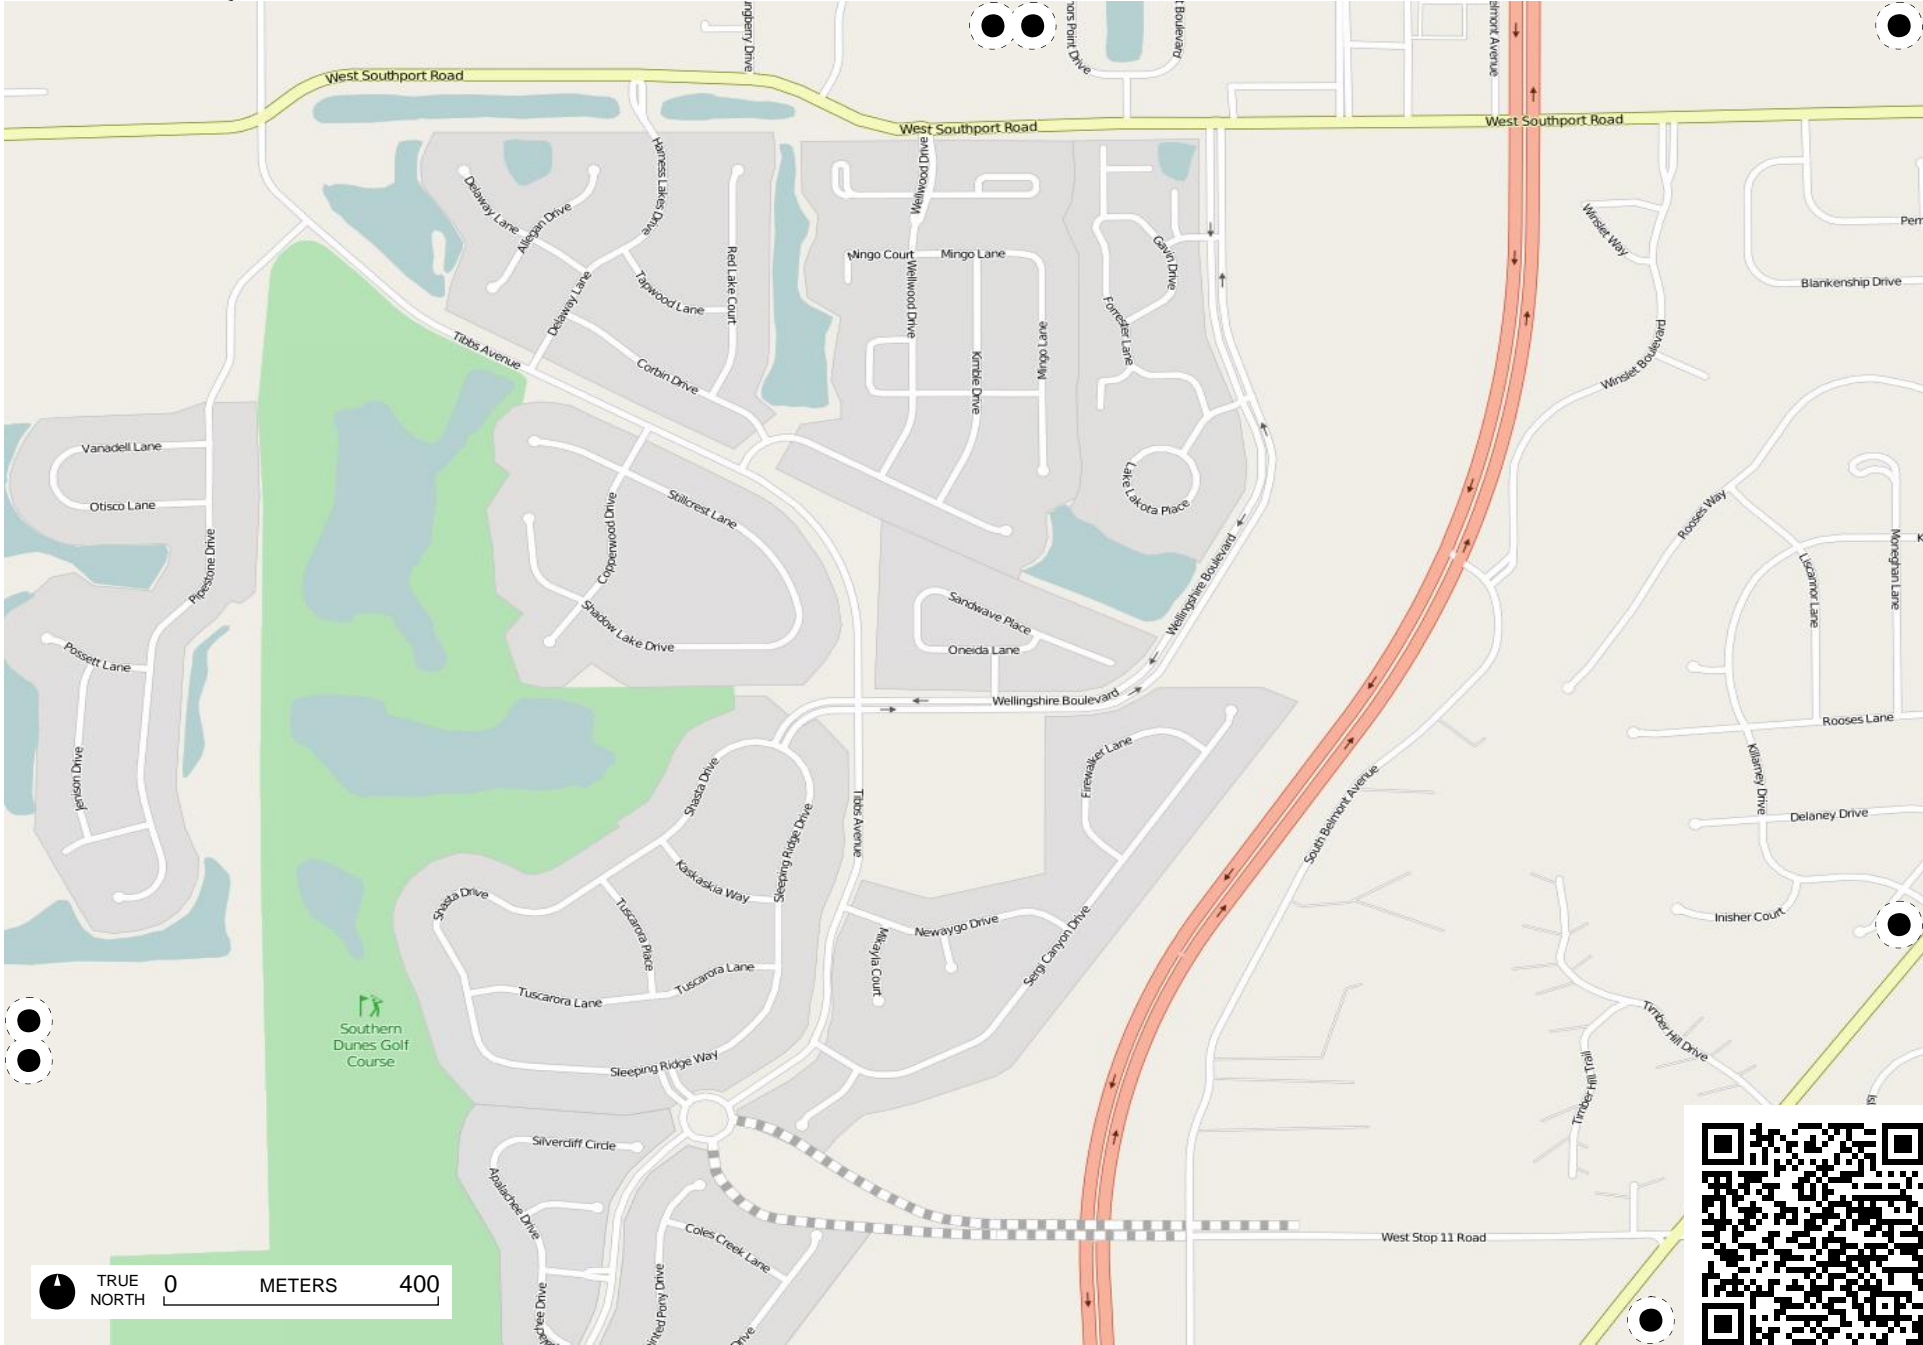 West Southport Road
West Southport Road
West Southport Road
Harness Lakes Drive
Delaway Lane
Allegan Drive
Red Lake Court
Tapwood Lane
Delaway Lane
Corbin Drive
Tibbs Avenue
Wellwood Drive
Mingo Court
Mingo Lane
Wellwood Drive
Mingo Lane
Kimble Drive
Gavin Drive
Forrester Lane
Lake Lakota Place
Winslet Way
Blankenship Drive
Winslet Boulevard
Vanadell Lane
Otisco Lane
Pipestone Drive
Possett Lane
Jenison Drive
Stillcrest Lane
Copperwood Drive
Shadow Lake Drive
Sandwave Place
Oneida Lane
Wellingshire Boulevard
Wellingshire Boulevard
Rooses Way
Liscannor Lane
Moneghan Lane
Rooses Lane
Killarney Drive
Delaney Drive
Inisher Court
Firewalker Lane
South Belmont Avenue
Shasta Drive
Sleeping Ridge Drive
Tibbs Avenue
Kaskaskia Way
Shasta Drive
Tuscarora Place
Tuscarora Lane
Tuscarora Lane
Newaygo Drive
Mikayla Court
Sergi Canyon Drive
Sleeping Ridge Way
Southern
Dunes Golf
Course
Timber Hill Drive
Timber Hill Trail
Silvercliff Circle
Apalachee Drive
Coles Creek Lane
West Stop 11 Road
TRUE
NORTH
0 METERS 400